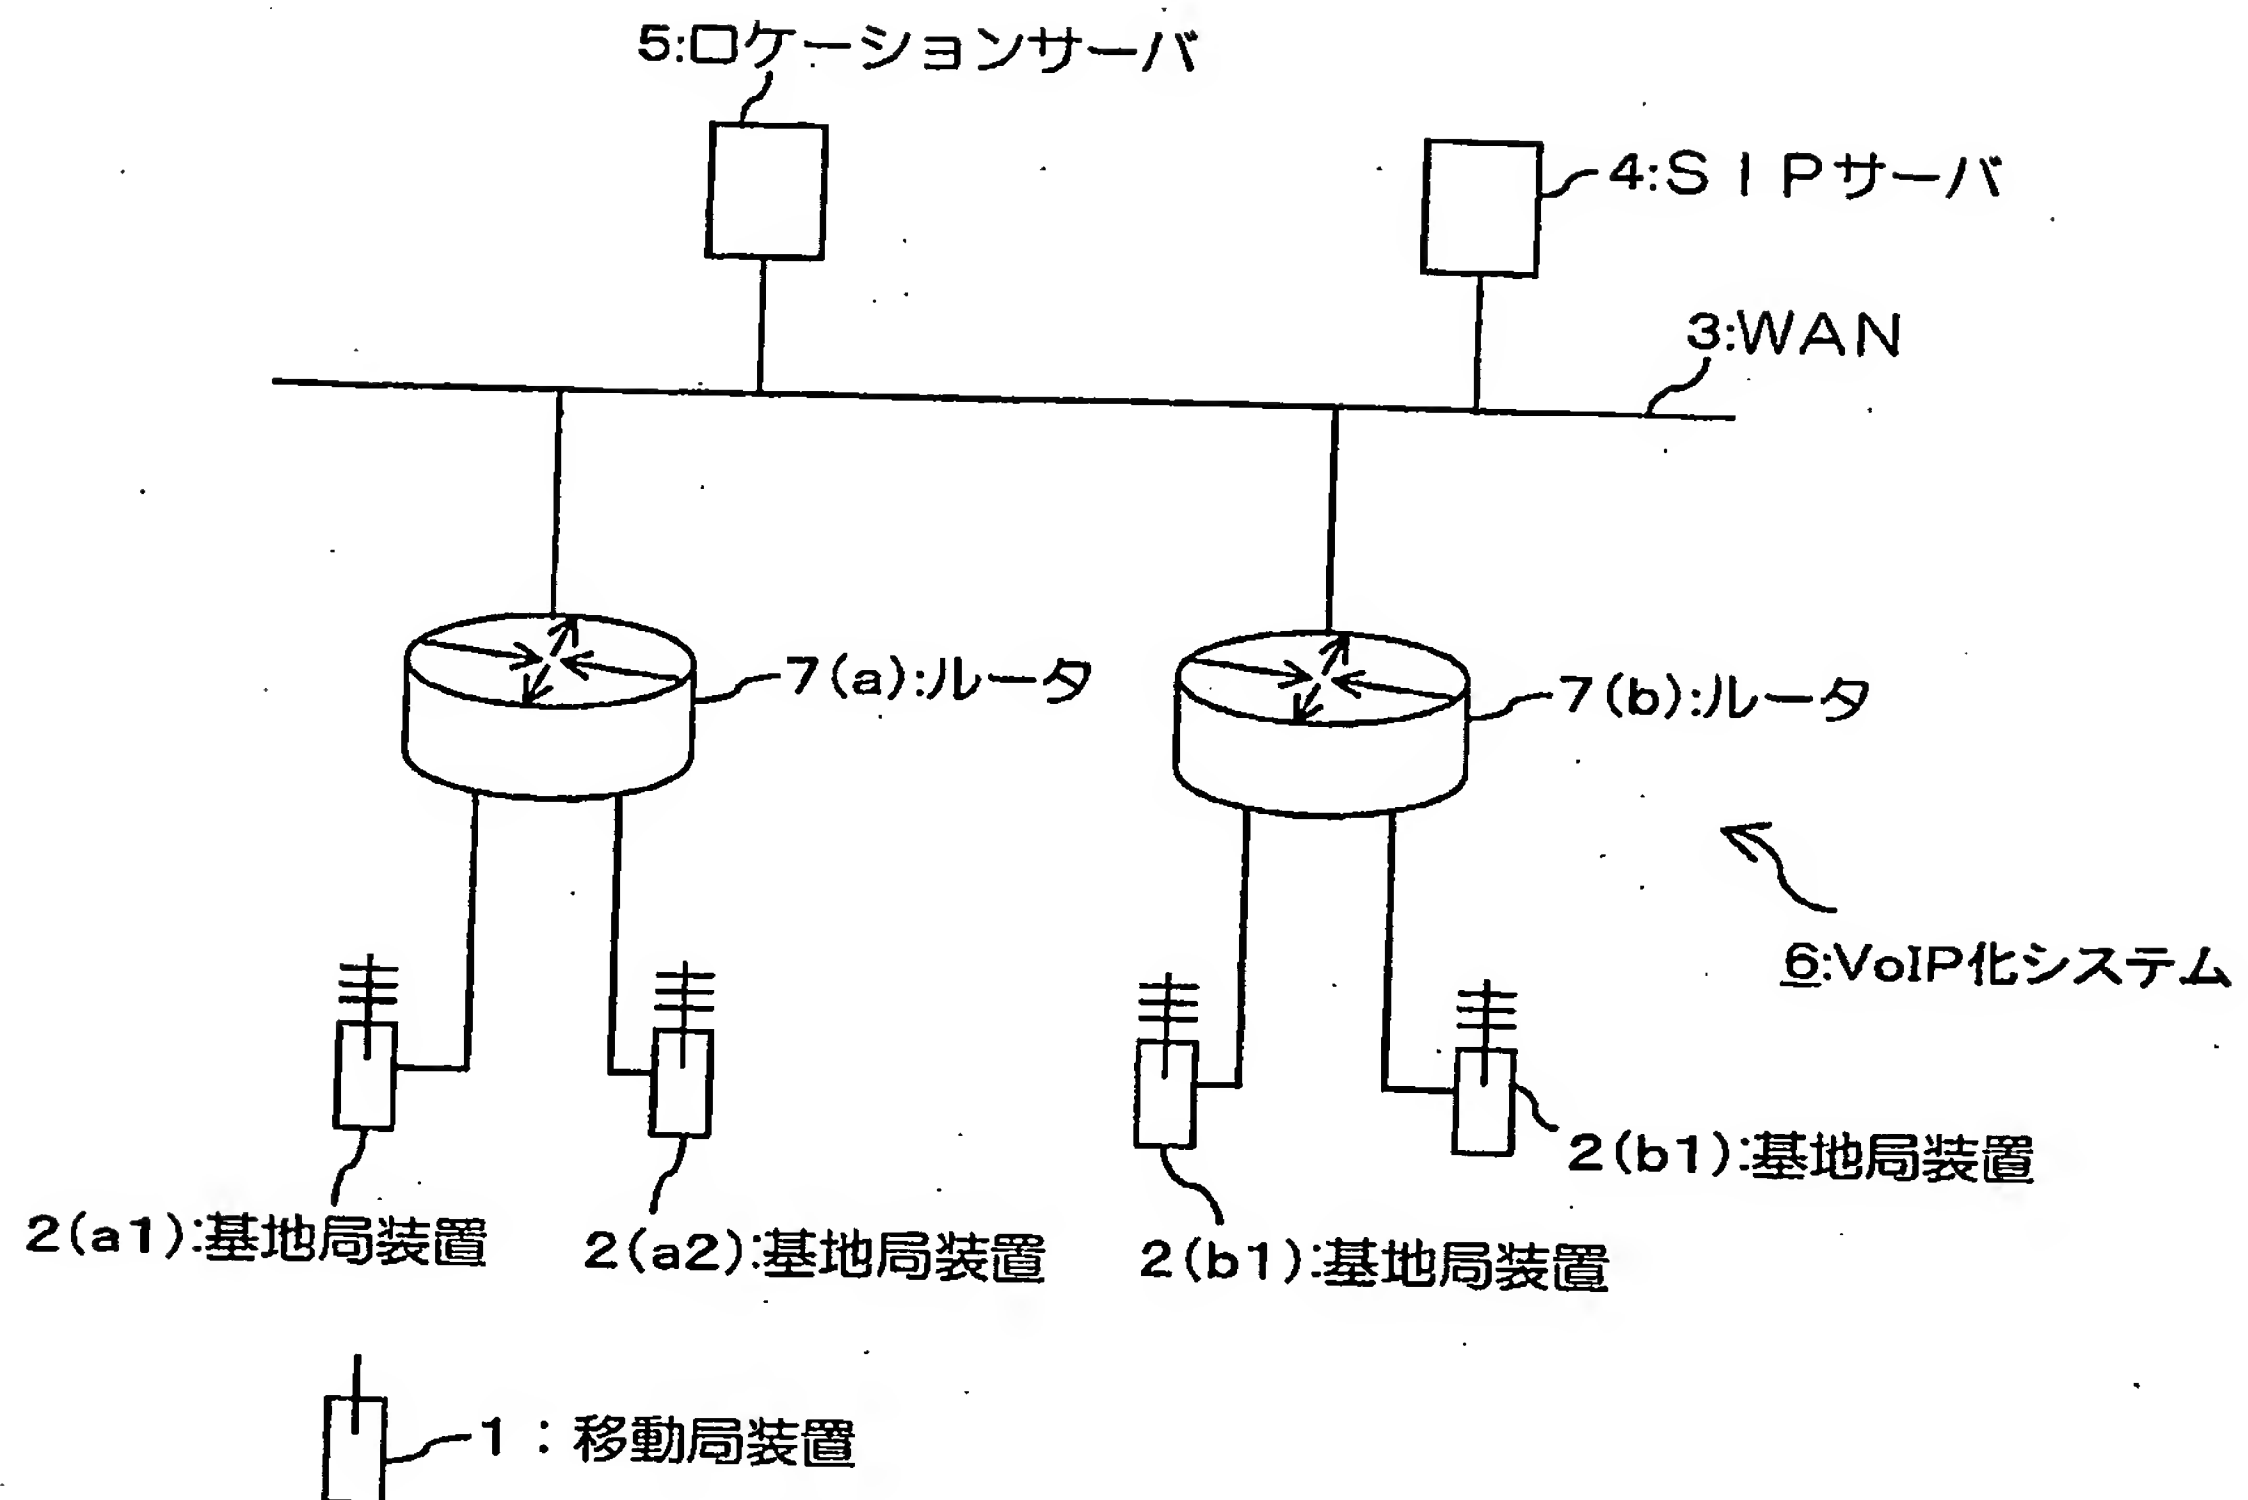 5:ロケーションサーバ
4:ＳＩＰサーバ
3:ＷＡＮ
7(a):ルータ
7(b):ルータ
6:VoIP化システム
2(b1):基地局装置
2(a1):基地局装置
2(a2):基地局装置
2(b1):基地局装置
1：移動局装置